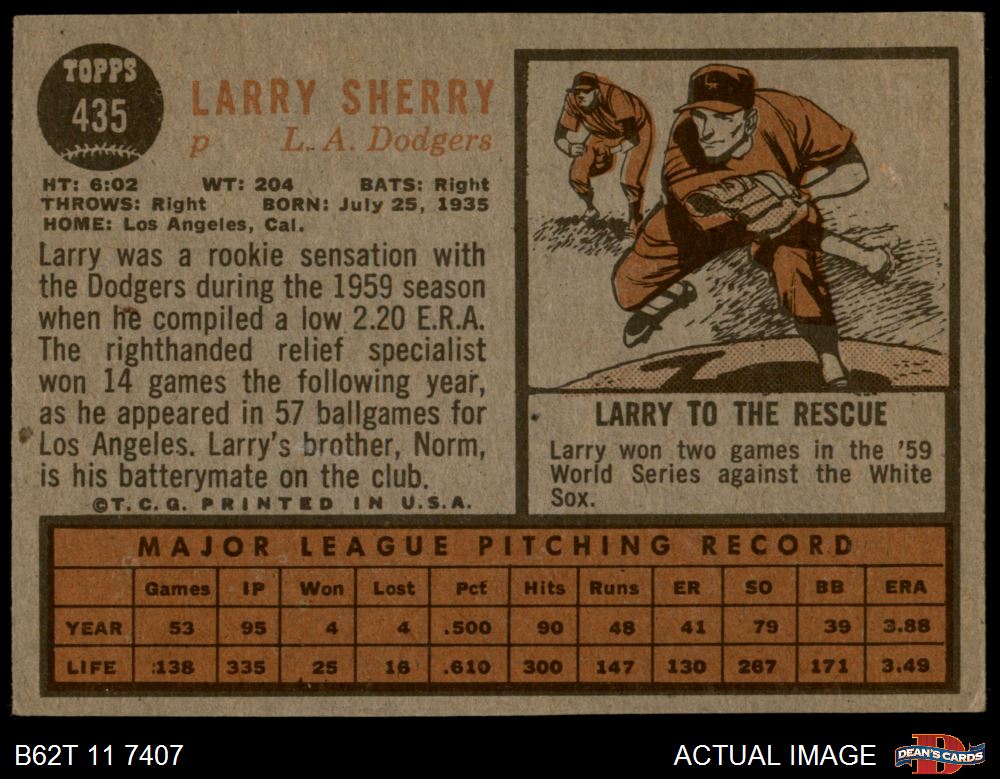 TOPPS
435
LARRY SHERRY
p L. A. Dodgers
HT: 6:02 WT: 204 BATS: Right
THROWS: Right BORN: July 25, 1935
HOME: Los Angeles, Cal.
Larry was a rookie sensation with
the Dodgers during the 1959 season
when he compiled a low 2.20 E.R.A.
The righthanded relief specialist
won 14 games the following year,
as he appeared in 57 ballgames for
Los Angeles. Larry's brother, Norm,
is his batterymate on the club.
©T. C. G. PRINTED IN U.S.A.
LARRY TO THE RESCUE
Larry won two games in the '59
World Series against the White
Sox.
MAJOR LEAGUE PITCHING RECORD
Games IP Won Lost Pct Hits Runs ER SO BB ERA
YEAR 53 95 4 4 .500 90 48 41 79 39 3.88
LIFE 138 335 25 16 .610 300 147 130 267 171 3.49
B62T 11 7407
ACTUAL IMAGE
D
DEAN'S CARDS